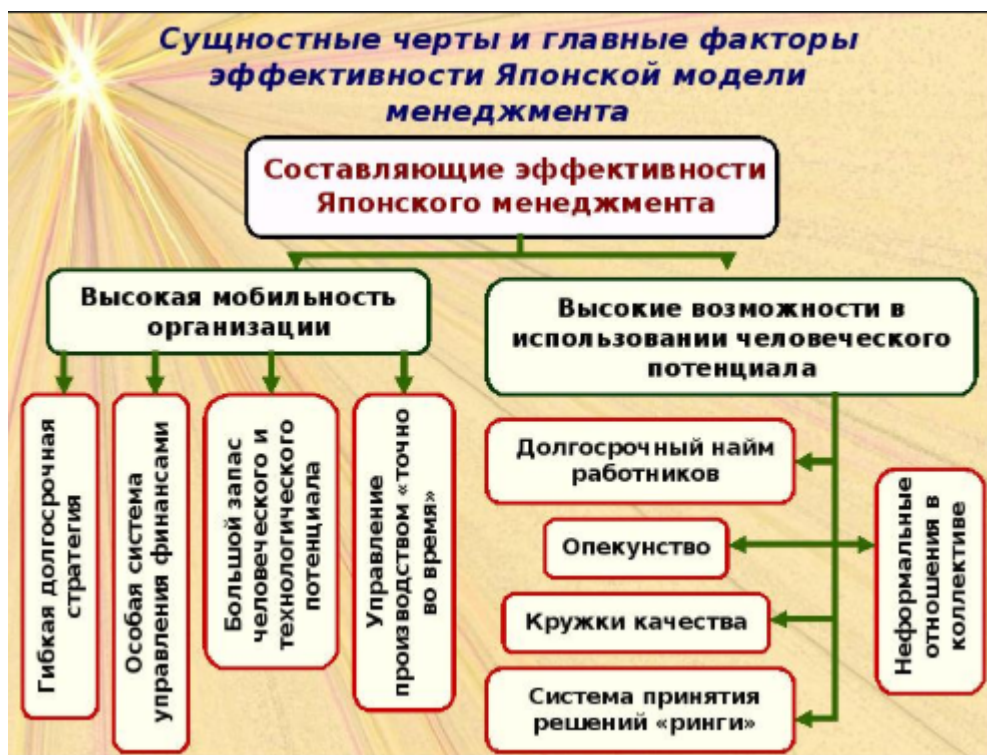 Сущностные черты и главные факторы
эффективности Японской модели
менеджмента
Составляющие эффективности
Японского менеджмента
Высокая мобильность
организации
Высокие возможности в
использовании человеческого
потенциала
Гибкая долгосрочная
стратегия
Особая система
управления финансами
Большой запас
человеческого и
технологического
потенциала
Управление
производством «точно
во время»
Долгосрочный найм
работников
Опекунство
Кружки качества
Система принятия
решений «ринги»
Неформальные
отношения в
коллективе